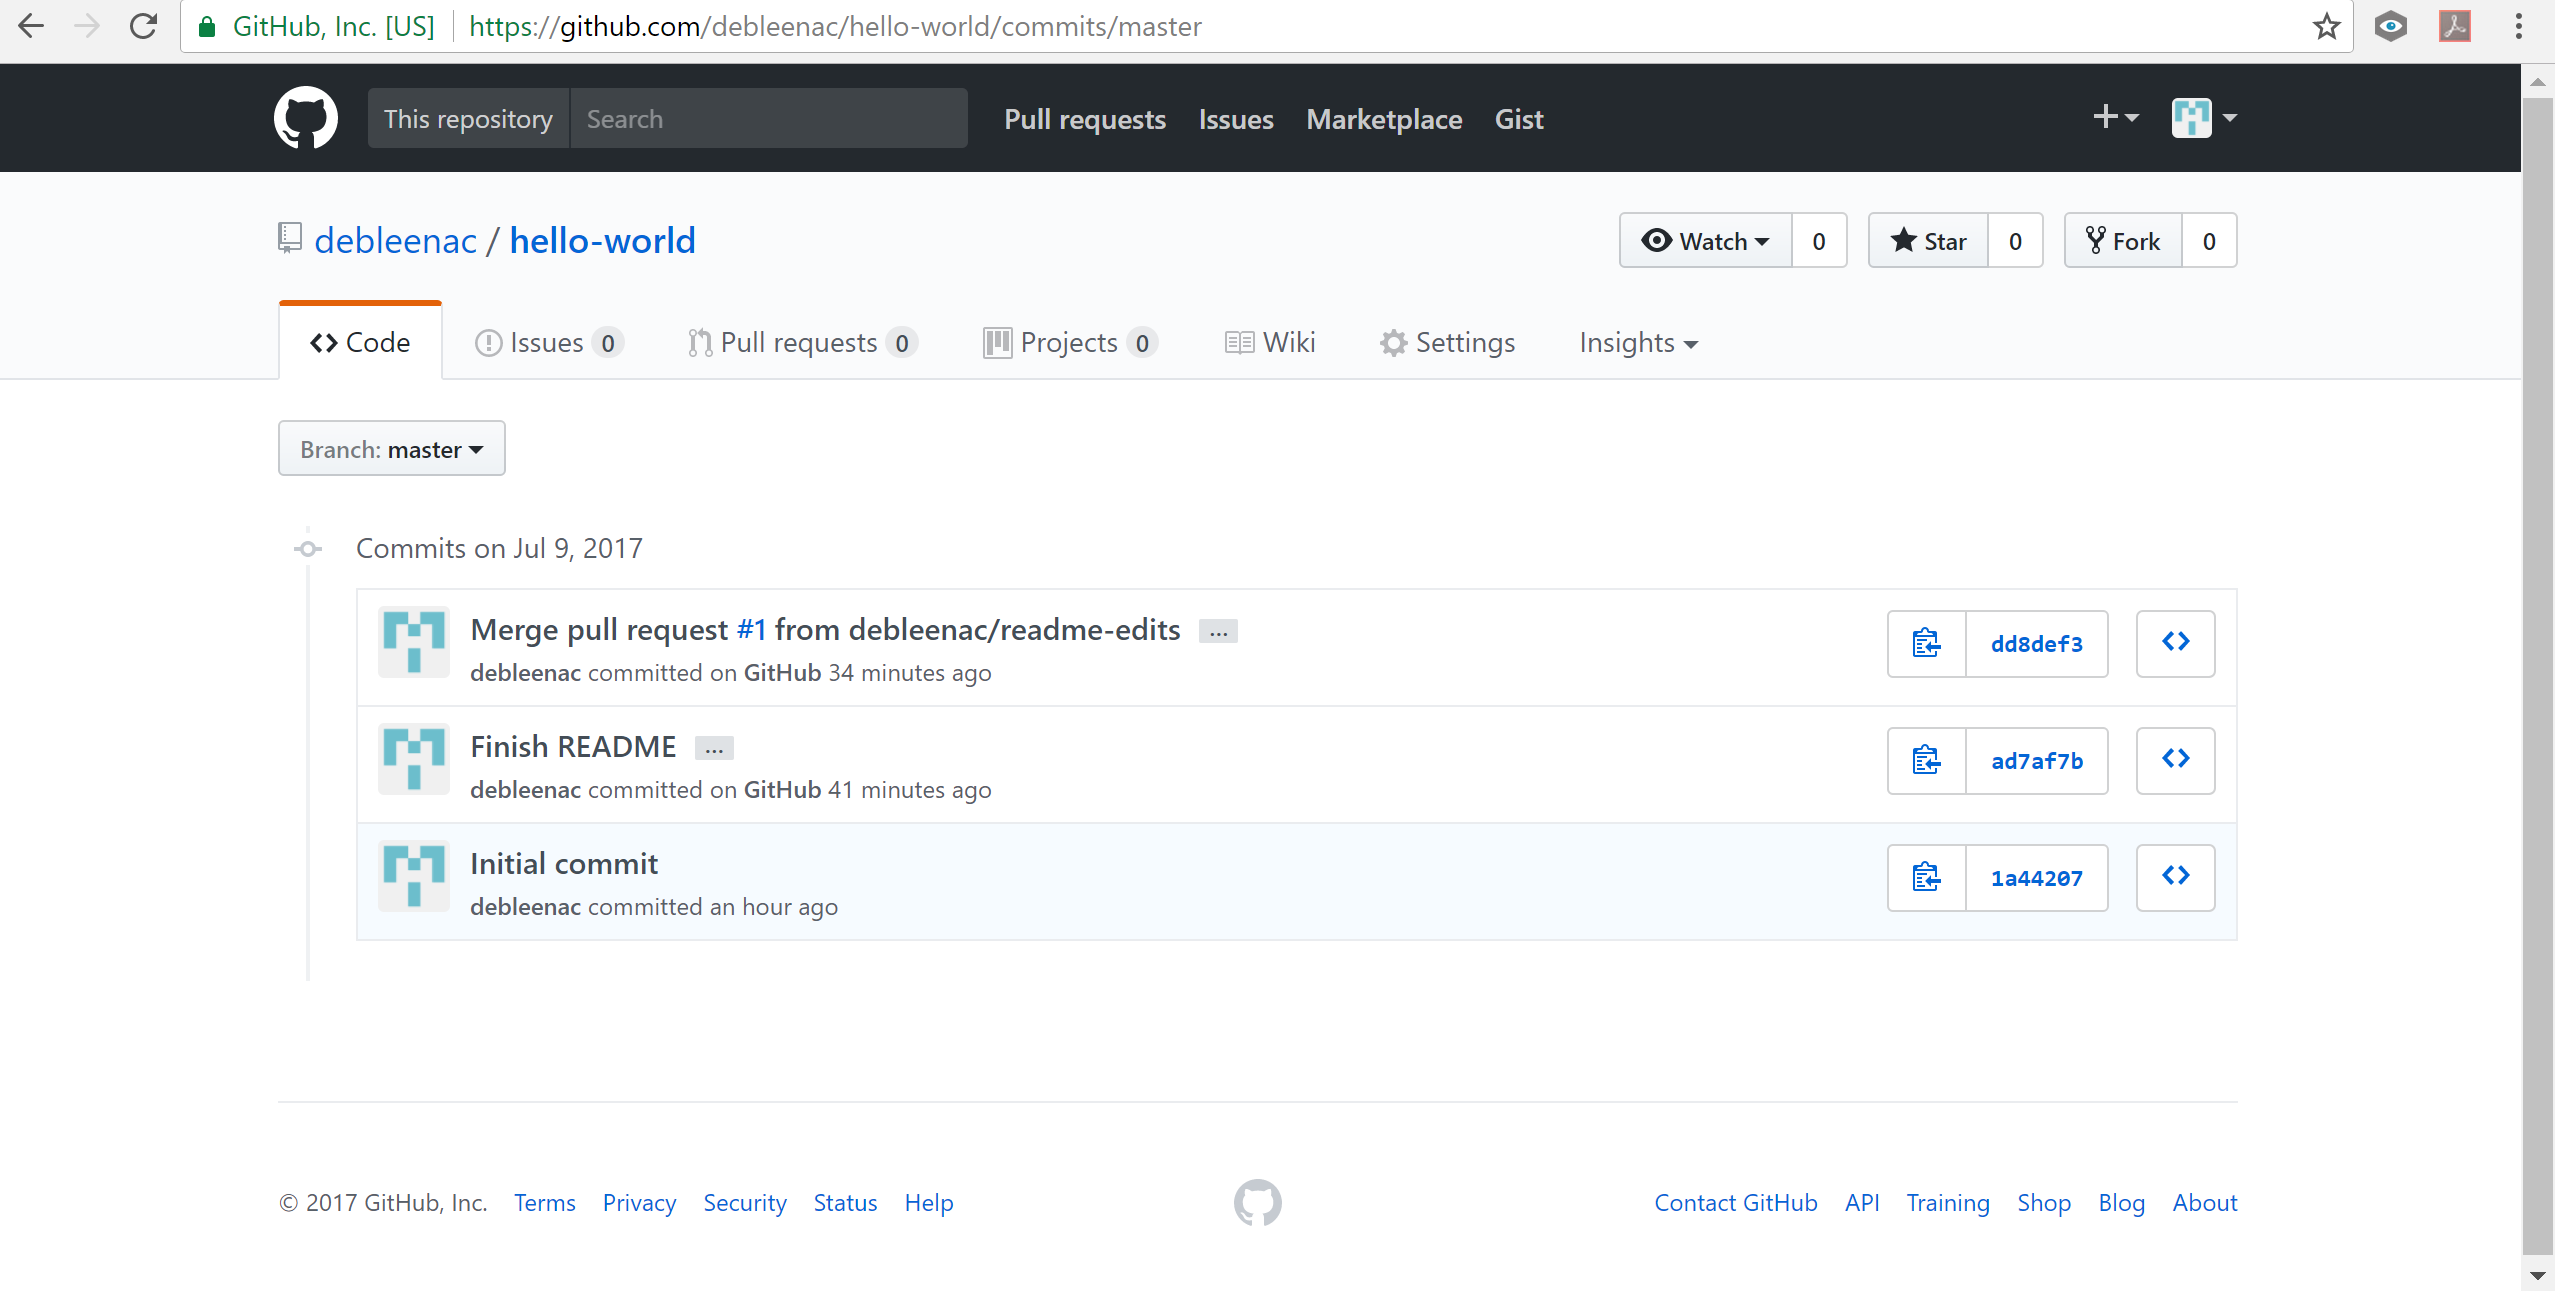 GitHub, Inc. [US] https://github.com/debleenac/hello-world/commits/master
This repository Search Pull requests Issues Marketplace Gist
debleenac / hello-world Watch 0 Star 0 Fork 0
Code Issues 0 Pull requests 0 Projects 0 Wiki Settings Insights
Branch: master
Commits on Jul 9, 2017
Merge pull request #1 from debleenac/readme-edits ...
debleenac committed on GitHub 34 minutes ago
dd8def3
Finish README ...
debleenac committed on GitHub 41 minutes ago
ad7af7b
Initial commit
debleenac committed an hour ago
1a44207
© 2017 GitHub, Inc. Terms Privacy Security Status Help Contact GitHub API Training Shop Blog About